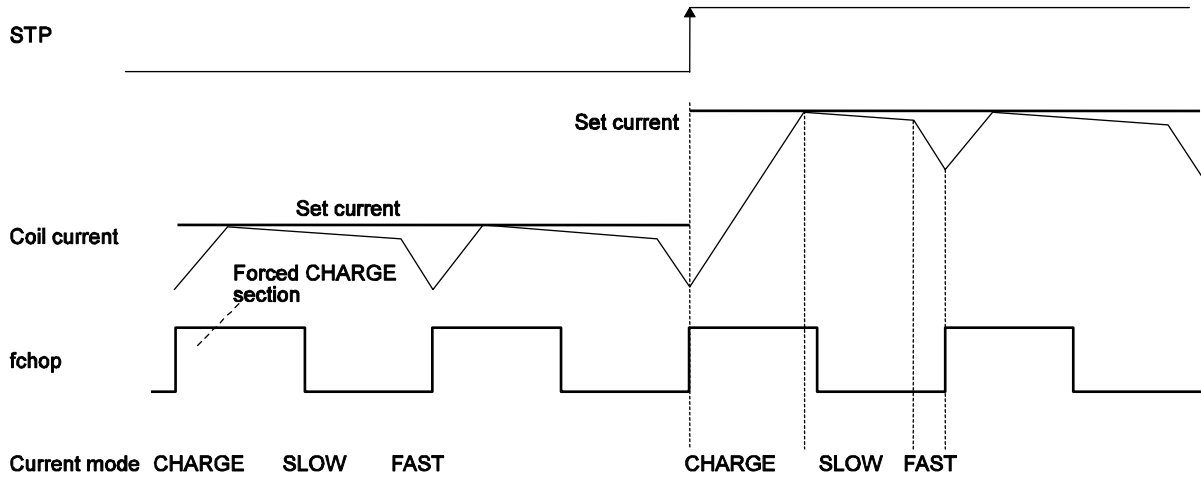 STP
Set current
Set current
Coil current
Forced CHARGE
section
fchop
Current mode CHARGE SLOW FAST CHARGE SLOW FAST